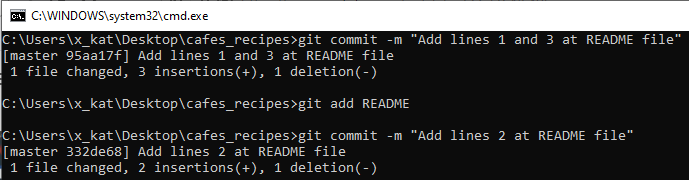 C:\WINDOWS\system32\cmd.exe
C:\Users\x_kat\Desktop\cafes_recipes>git commit -m "Add lines 1 and 3 at README file"
[master 95aa17f] Add lines 1 and 3 at README file
 1 file changed, 3 insertions(+), 1 deletion(-)
C:\Users\x_kat\Desktop\cafes_recipes>git add README
C:\Users\x_kat\Desktop\cafes_recipes>git commit -m "Add lines 2 at README file"
[master 332de68] Add lines 2 at README file
 1 file changed, 2 insertions(+), 1 deletion(-)